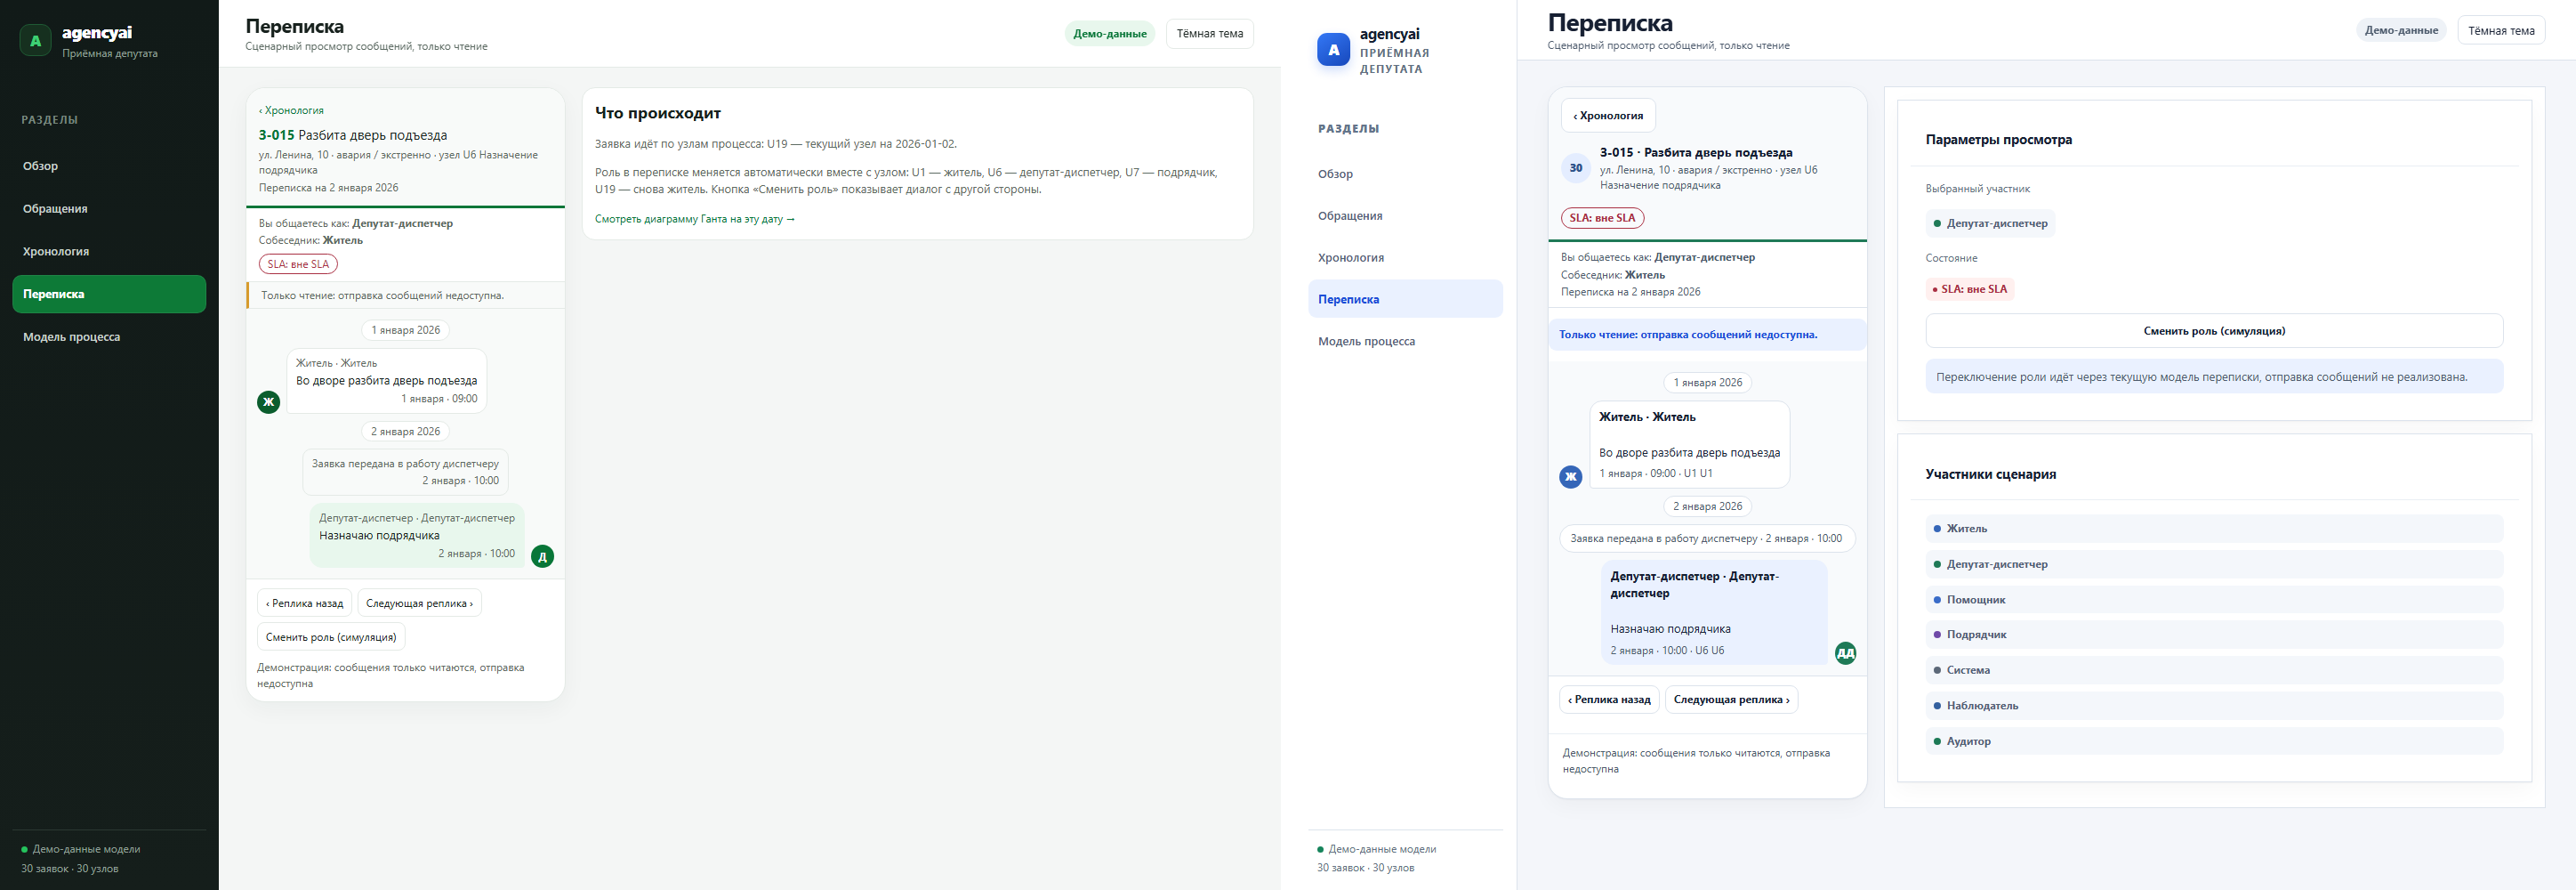 A
agencyai
Приёмная депутата
РАЗДЕЛЫ
Обзор
Обращения
Хронология
Переписка
Модель процесса
Демо-данные модели
30 заявок · 30 узлов
Переписка
Сценарный просмотр сообщений, только чтение
Демо-данные
Тёмная тема
‹ Хронология
З-015 Разбита дверь подъезда
ул. Ленина, 10 · авария / экстренно · узел U6 Назначение
подрядчика
Переписка на 2 января 2026
Вы общаетесь как: Депутат-диспетчер
Собеседник: Житель
SLA: вне SLA
Только чтение: отправка сообщений недоступна.
1 января 2026
Житель · Житель
Во дворе разбита дверь подъезда
1 января · 09:00
Ж
2 января 2026
Заявка передана в работу диспетчеру
2 января · 10:00
Депутат-диспетчер · Депутат-диспетчер
Назначаю подрядчика
2 января · 10:00
Д
‹ Реплика назад
Следующая реплика ›
Сменить роль (симуляция)
Демонстрация: сообщения только читаются, отправка
недоступна
Что происходит
Заявка идёт по узлам процесса: U19 — текущий узел на 2026-01-02.
Роль в переписке меняется автоматически вместе с узлом: U1 — житель, U6 — депутат-диспетчер, U7 — подрядчик,
U19 — снова житель. Кнопка «Сменить роль» показывает диалог с другой стороны.
Смотреть диаграмму Ганта на эту дату →
A
agencyai
ПРИЁМНАЯ
ДЕПУТАТА
РАЗДЕЛЫ
Обзор
Обращения
Хронология
Переписка
Модель процесса
Демо-данные модели
30 заявок · 30 узлов
Переписка
Сценарный просмотр сообщений, только чтение
Демо-данные
Тёмная тема
‹ Хронология
30
З-015 · Разбита дверь подъезда
ул. Ленина, 10 · авария / экстренно · узел U6
Назначение подрядчика
SLA: вне SLA
Вы общаетесь как: Депутат-диспетчер
Собеседник: Житель
Переписка на 2 января 2026
Только чтение: отправка сообщений недоступна.
1 января 2026
Житель · Житель
Во дворе разбита дверь подъезда
1 января · 09:00 · U1 U1
Ж
2 января 2026
Заявка передана в работу диспетчеру · 2 января · 10:00
Депутат-диспетчер · Депутат-
диспетчер
Назначаю подрядчика
2 января · 10:00 · U6 U6
ДД
‹ Реплика назад
Следующая реплика ›
Демонстрация: сообщения только читаются, отправка
недоступна
Параметры просмотра
Выбранный участник
Депутат-диспетчер
Состояние
SLA: вне SLA
Сменить роль (симуляция)
Переключение роли идёт через текущую модель переписки, отправка сообщений не реализована.
Участники сценария
Житель
Депутат-диспетчер
Помощник
Подрядчик
Система
Наблюдатель
Аудитор